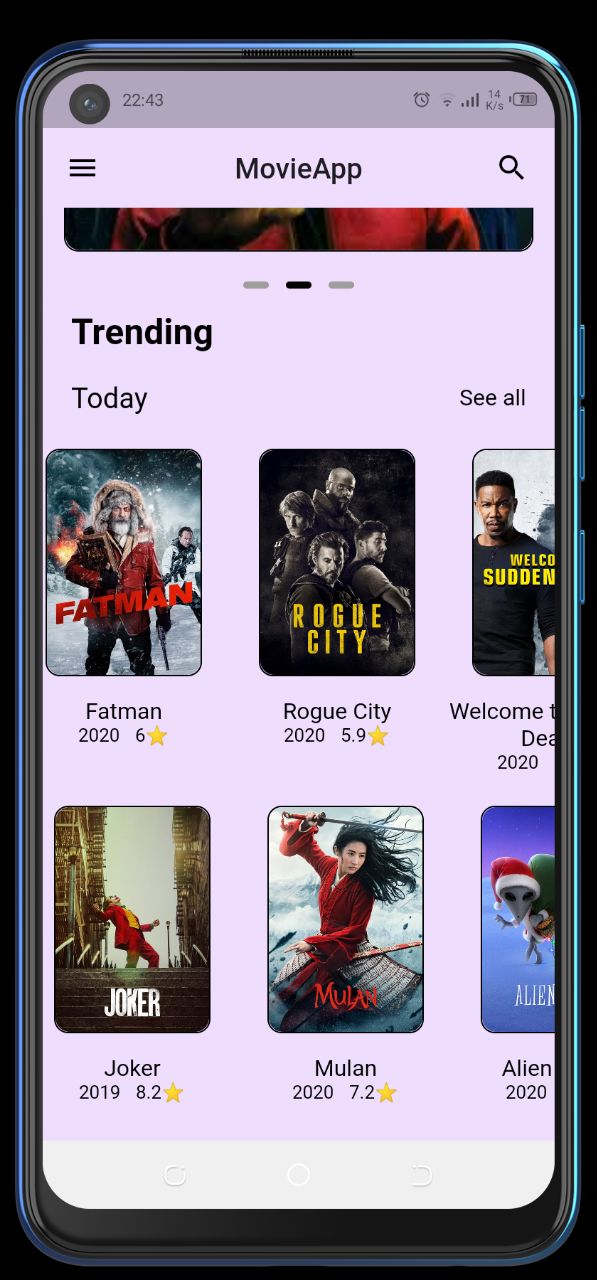 22:43
14
K/s
71
MovieApp
Trending
Today
See all
FATMAN
ROGUE
CITY
WELCO
SUDDEN
Fatman
2020 6⭐
Rogue City
2020 5.9⭐
Welcome t
Dea
2020
JOKER
MULAN
ALIEN
Joker
2019 8.2⭐
Mulan
2020 7.2⭐
Alien
2020